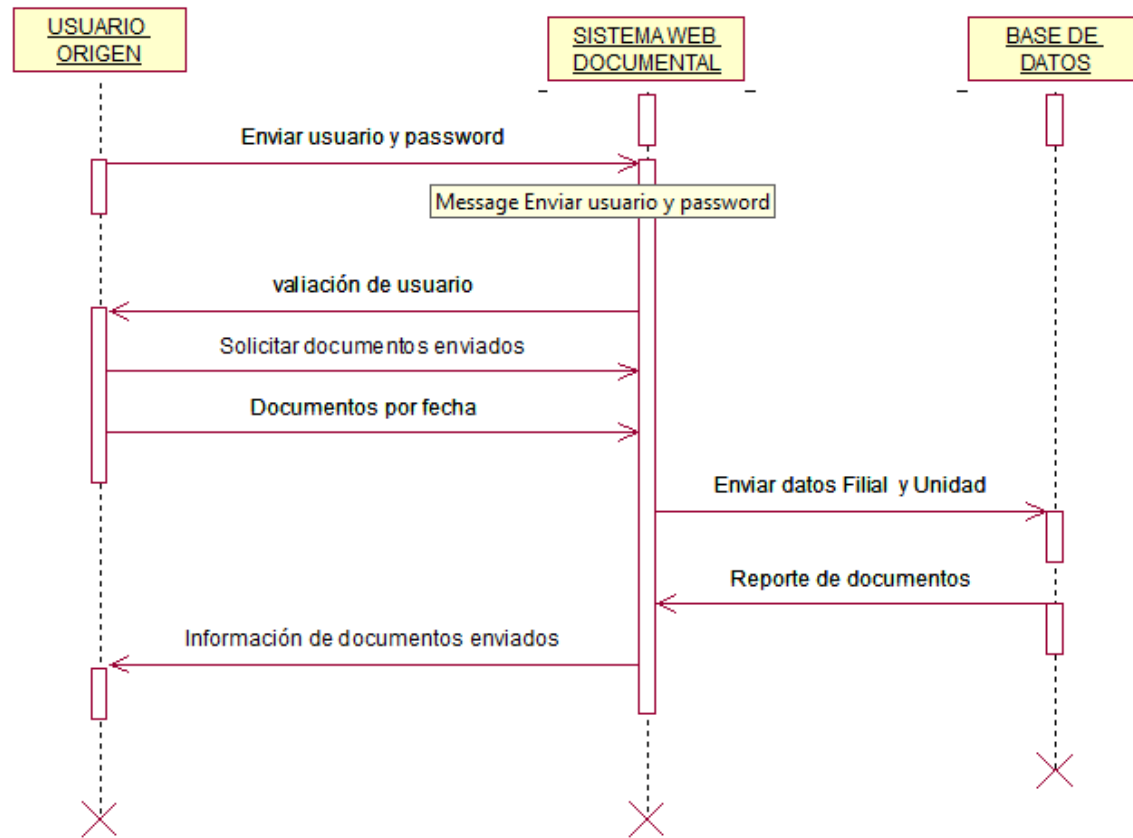 USUARIO
ORIGEN
SISTEMA WEB
DOCUMENTAL
BASE DE
DATOS
Enviar usuario y password
Message Enviar usuario y password
valiación de usuario
Solicitar documentos enviados
Documentos por fecha
Enviar datos Filial y Unidad
Reporte de documentos
Información de documentos enviados